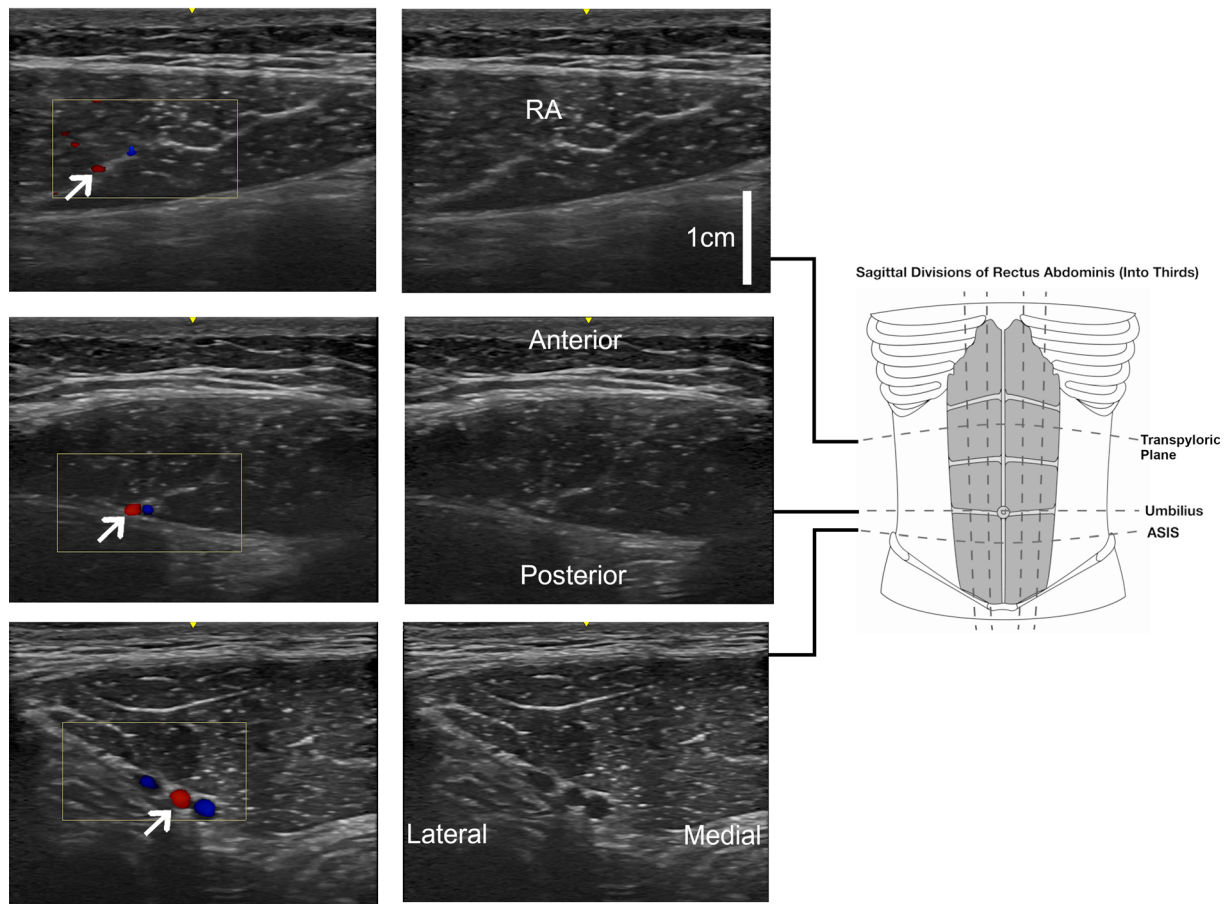 RA
1cm
Sagittal Divisions of Rectus Abdominis (Into Thirds)
Anterior
Transpyloric
Plane
Umbilius
ASIS
Posterior
Lateral
Medial